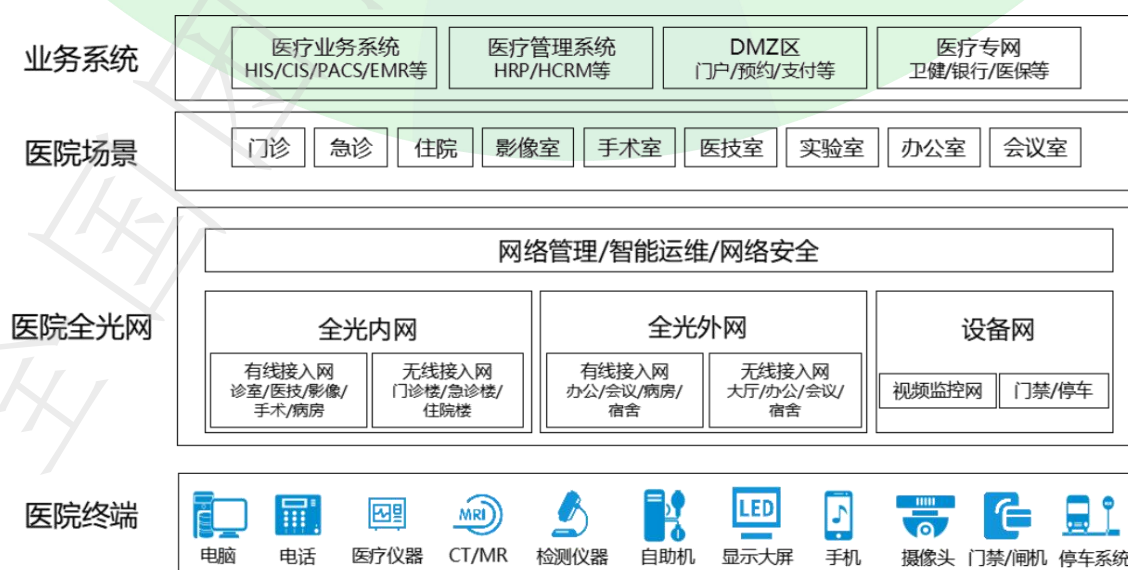 业务系统
医疗业务系统
HIS/CIS/PACS/EMR等
医疗管理系统
HRP/HCRM等
DMZ区
门户/预约/支付等
医疗专网
卫健/银行/医保等
医院场景
门诊
急诊
住院
影像室
手术室
医技室
实验室
办公室
会议室
医院全光网
网络管理/智能运维/网络安全
全光内网
有线接入网
诊室/医技/影像/
手术/病房
无线接入网
门诊楼/急诊楼/
住院楼
全光外网
有线接入网
办公/会议/病房/
宿舍
无线接入网
大厅/办公/会议/
宿舍
设备网
视频监控网
门禁/停车
医院终端
MRI
LED
电脑
电话
医疗仪器
CT/MR
检测仪器
自助机
显示大屏
手机
摄像头
门禁/闸机
停车系统